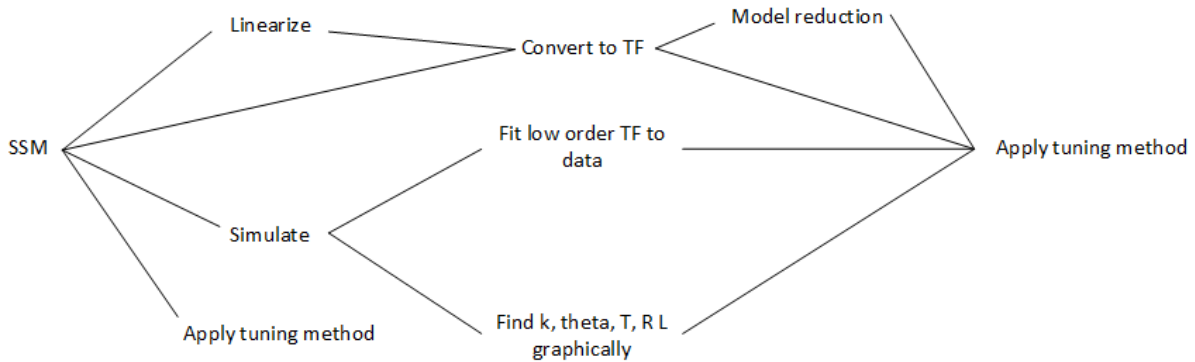 Linearize
Model reduction
Convert to TF
SSM
Fit low order TF to
data
Apply tuning method
Simulate
Apply tuning method
Find k, theta, T, R L
graphically